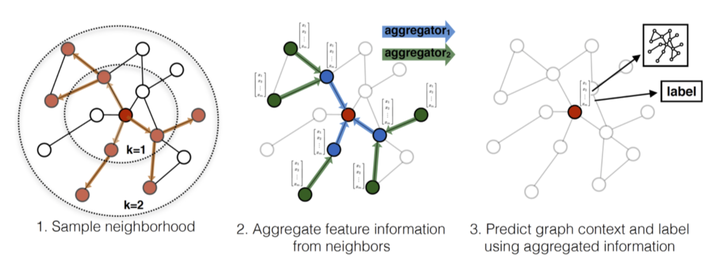 aggregator₁
aggregator₂
label
k=1
k=2
1. Sample neighborhood
2. Aggregate feature information
from neighbors
3. Predict graph context and label
using aggregated information